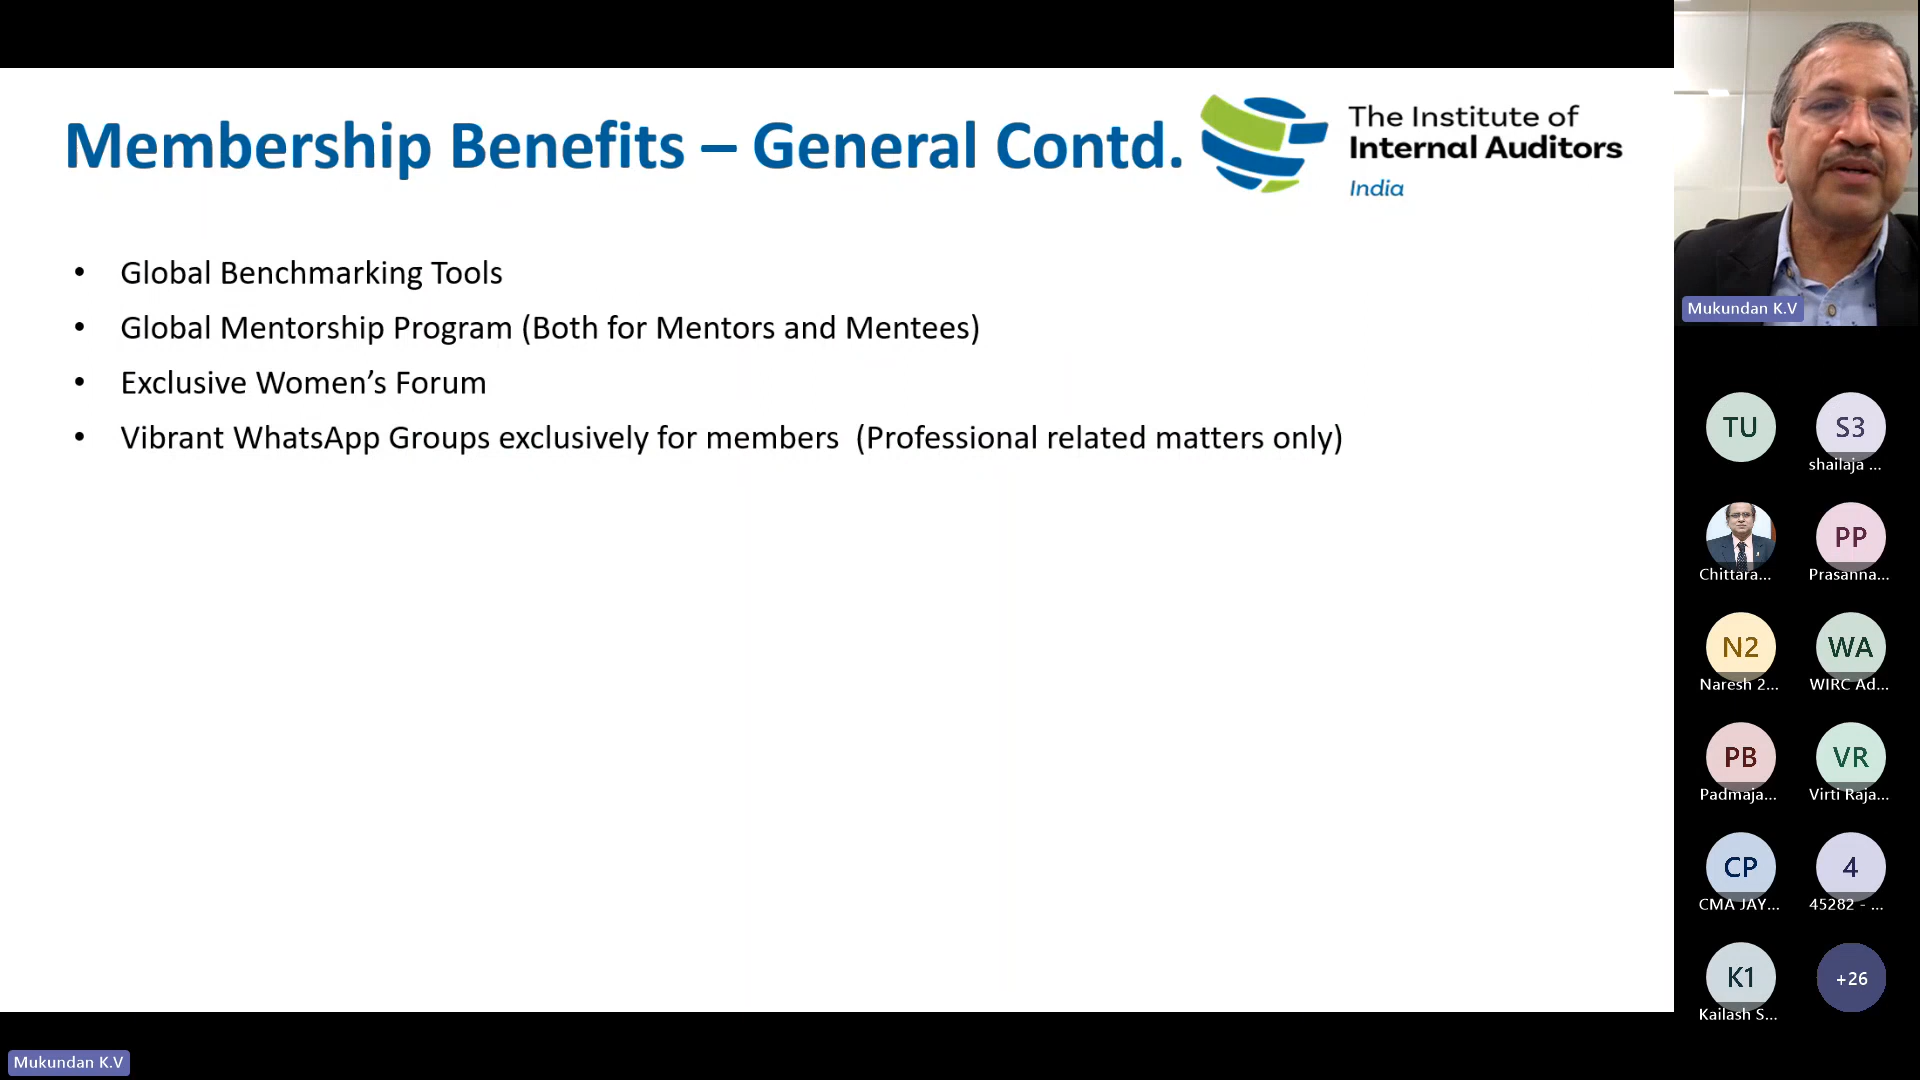 Membership Benefits – General Contd.
The Institute of
Internal Auditors
India
• Global Benchmarking Tools
• Global Mentorship Program (Both for Mentors and Mentees)
• Exclusive Women’s Forum
• Vibrant WhatsApp Groups exclusively for members (Professional related matters only)
Mukundan K.V
TU
S3
shailaja ...
Chittara...
PP
Prasanna...
N2
Naresh 2...
WA
WIRC Ad...
PB
Padmaja...
VR
Virti Raja...
CP
CMA JAY...
4
45282 - ...
K1
Kailash S...
+26
Mukundan K.V